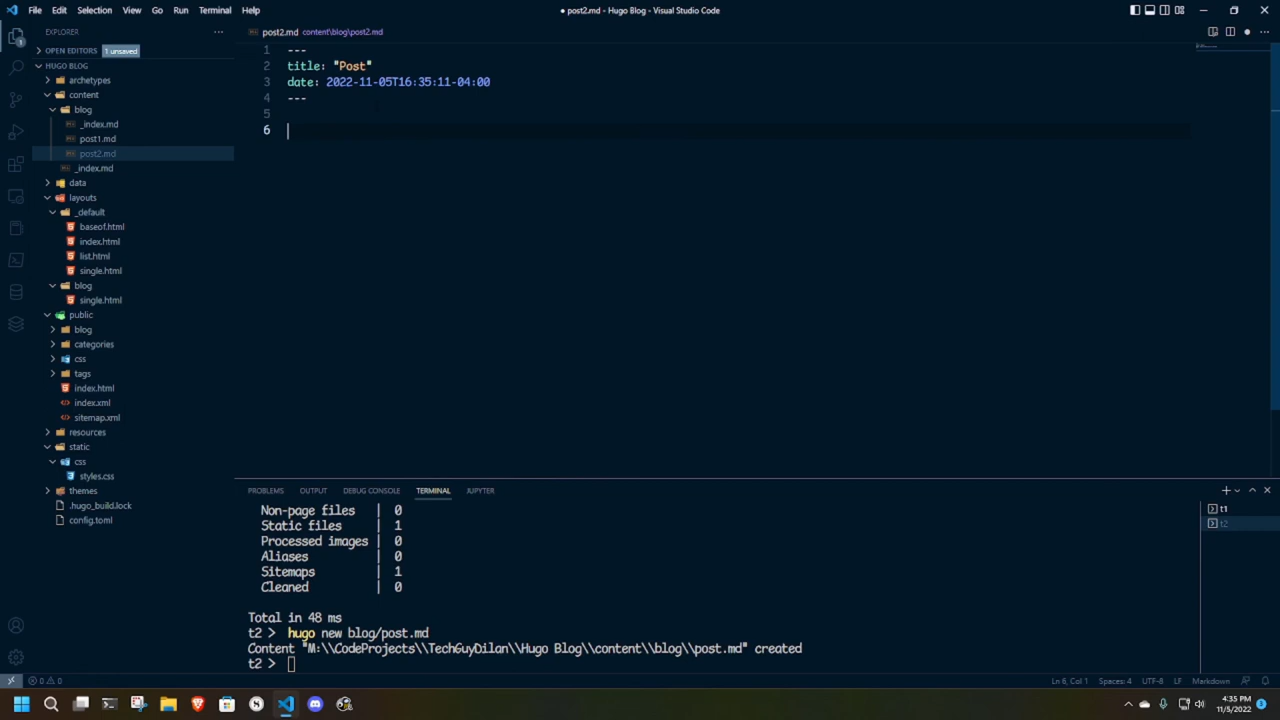 File Edit Selection View Go Run Terminal Help
● post2.md - Hugo Blog - Visual Studio Code
EXPLORER
OPEN EDITORS 1 unsaved
HUGO BLOG
archetypes
content
blog
_index.md
post1.md
post2.md
_index.md
data
layouts
_default
baseof.html
index.html
list.html
single.html
blog
single.html
public
blog
categories
css
tags
index.html
index.xml
sitemap.xml
resources
static
css
styles.css
themes
.hugo_build.lock
config.toml
post2.md content\blog\post2.md
1 ---
2 title: "Post"
3 date: 2022-11-05T16:35:11-04:00
4 ---
5
6
PROBLEMS OUTPUT DEBUG CONSOLE TERMINAL JUPYTER
Non-page files | 0
Static files | 1
Processed images | 0
Aliases | 0
Sitemaps | 1
Cleaned | 0
Total in 48 ms
t2 > hugo new blog/post.md
Content "M:\\CodeProjects\\TechGuyDilan\\Hugo Blog\\content\\blog\\post.md" created
t2 >
t1
t2
0 0
Ln 6, Col 1 Spaces: 4 UTF-8 LF Markdown
4:35 PM
11/5/2022